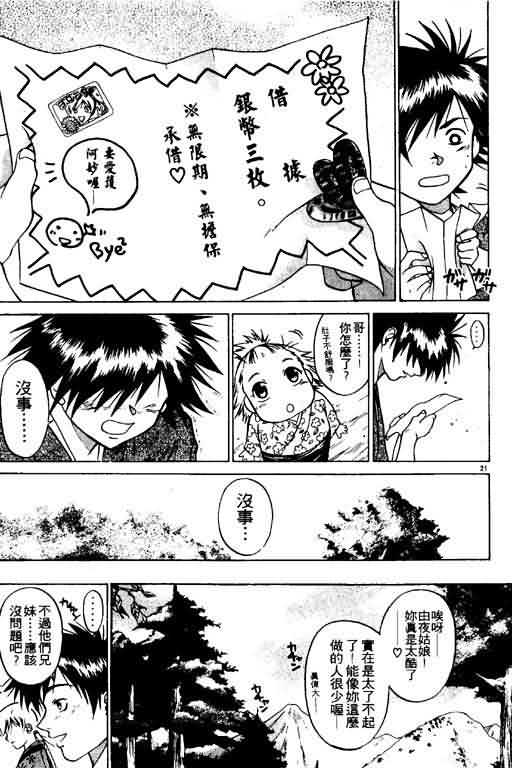 借據
銀幣三枚。
※無限期、無擔保
承借♡
要愛護
阿妙喔—
Bye²
ガサ
ガサ
……
哥……！
你怎麼了？
肚子不舒服嗎？
沒事……
21
沒事…
唉呀——
由夜姑娘！
妳真是太酷了
實在是太了不起
了！能像妳這麼
做的人很少喔——
真偉大……
……
不過他們兄
妹……應該
沒問題吧？